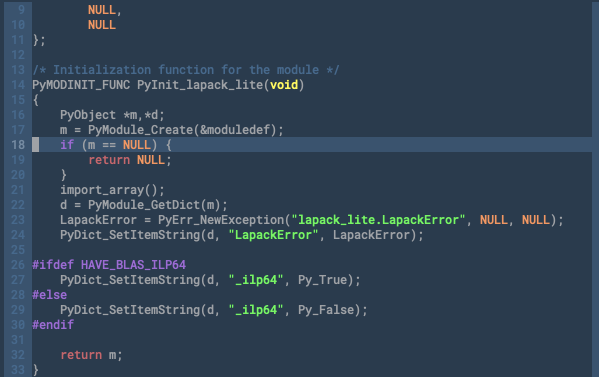 9 NULL,
10 NULL
11 };
12
13 /* Initialization function for the module */
14 PyMODINIT_FUNC PyInit_lapack_lite(void)
15 {
16 PyObject *m,*d;
17 m = PyModule_Create(&moduledef);
18 if (m == NULL) {
19 return NULL;
20 }
21 import_array();
22 d = PyModule_GetDict(m);
23 LapackError = PyErr_NewException("lapack_lite.LapackError", NULL, NULL);
24 PyDict_SetItemString(d, "LapackError", LapackError);
25
26 #ifdef HAVE_BLAS_ILP64
27 PyDict_SetItemString(d, "_ilp64", Py_True);
28 #else
29 PyDict_SetItemString(d, "_ilp64", Py_False);
30 #endif
31
32 return m;
33 }